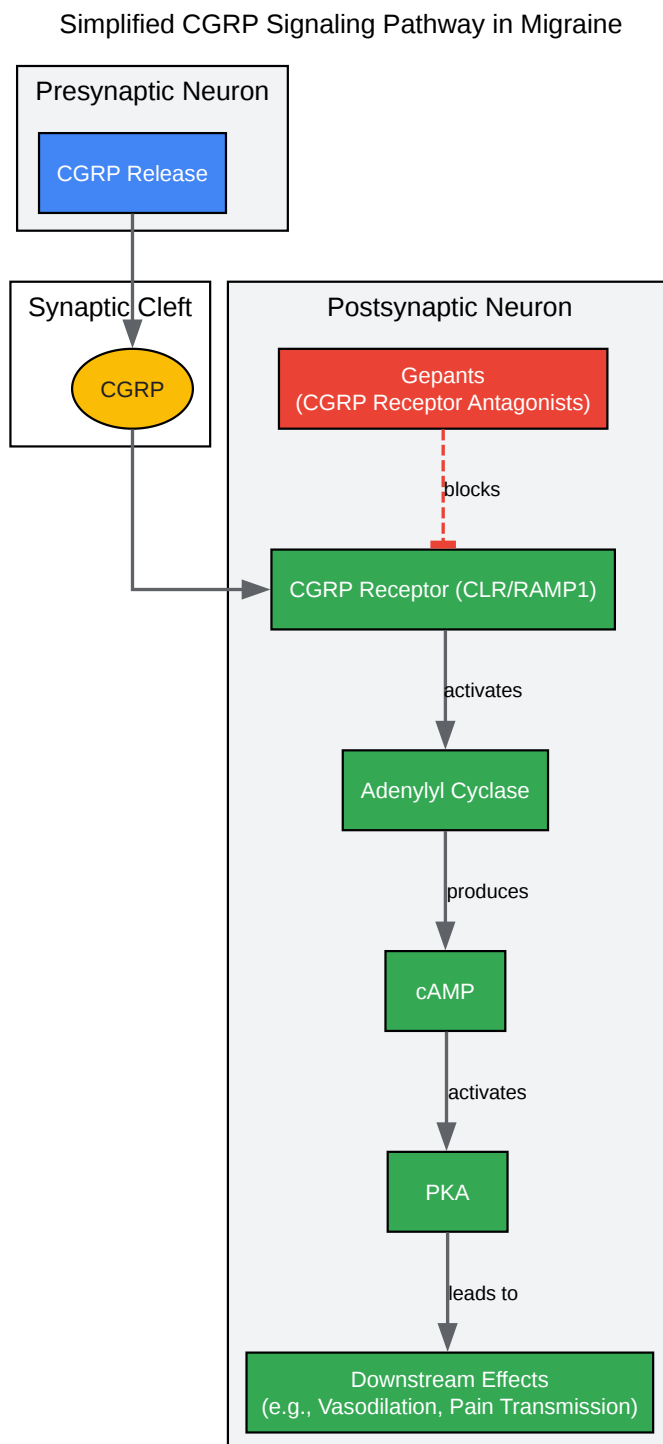 Simplified CGRP Signaling Pathway in Migraine
Presynaptic Neuron
CGRP Release
Synaptic Cleft
CGRP
Postsynaptic Neuron
Gepants
(CGRP Receptor Antagonists)
blocks
CGRP Receptor (CLR/RAMP1)
activates
Adenylyl Cyclase
produces
cAMP
activates
PKA
leads to
Downstream Effects
(e.g., Vasodilation, Pain Transmission)